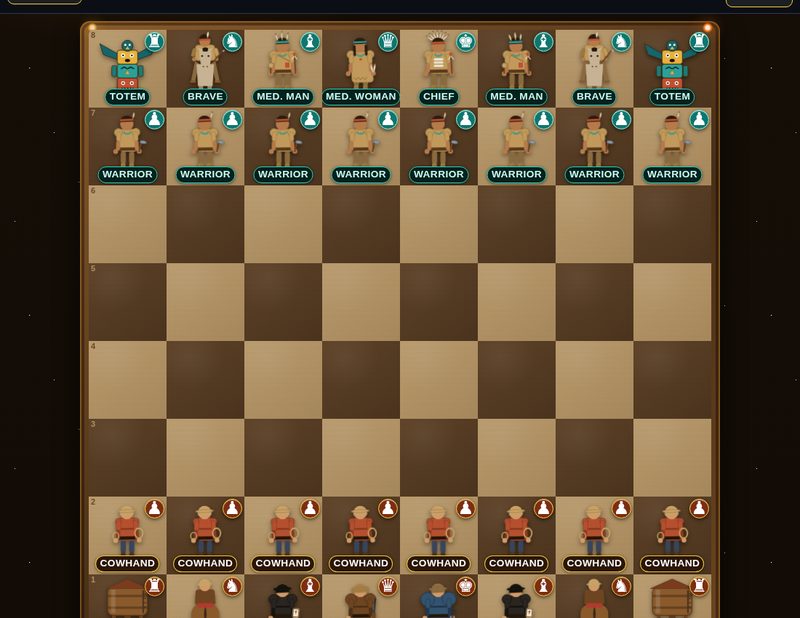 8
TOTEM BRAVE MED. MAN MED. WOMAN CHIEF MED. MAN BRAVE TOTEM
7
WARRIOR WARRIOR WARRIOR WARRIOR WARRIOR WARRIOR WARRIOR WARRIOR
6
5
4
3
2
COWHAND COWHAND COWHAND COWHAND COWHAND COWHAND COWHAND COWHAND
1